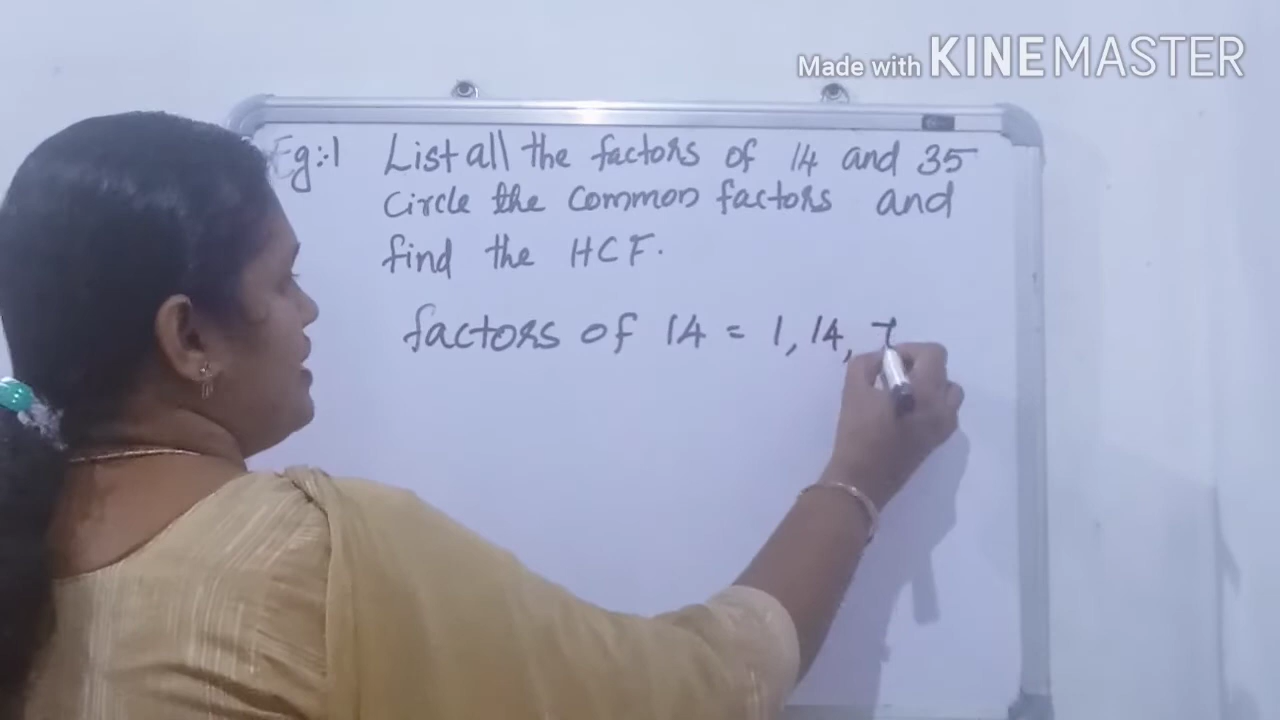 Made with KINEMASTER
Eg:-1 List all the factors of 14 and 35
Circle the common factors and
find the HCF.
factors of 14 = 1, 14, 7